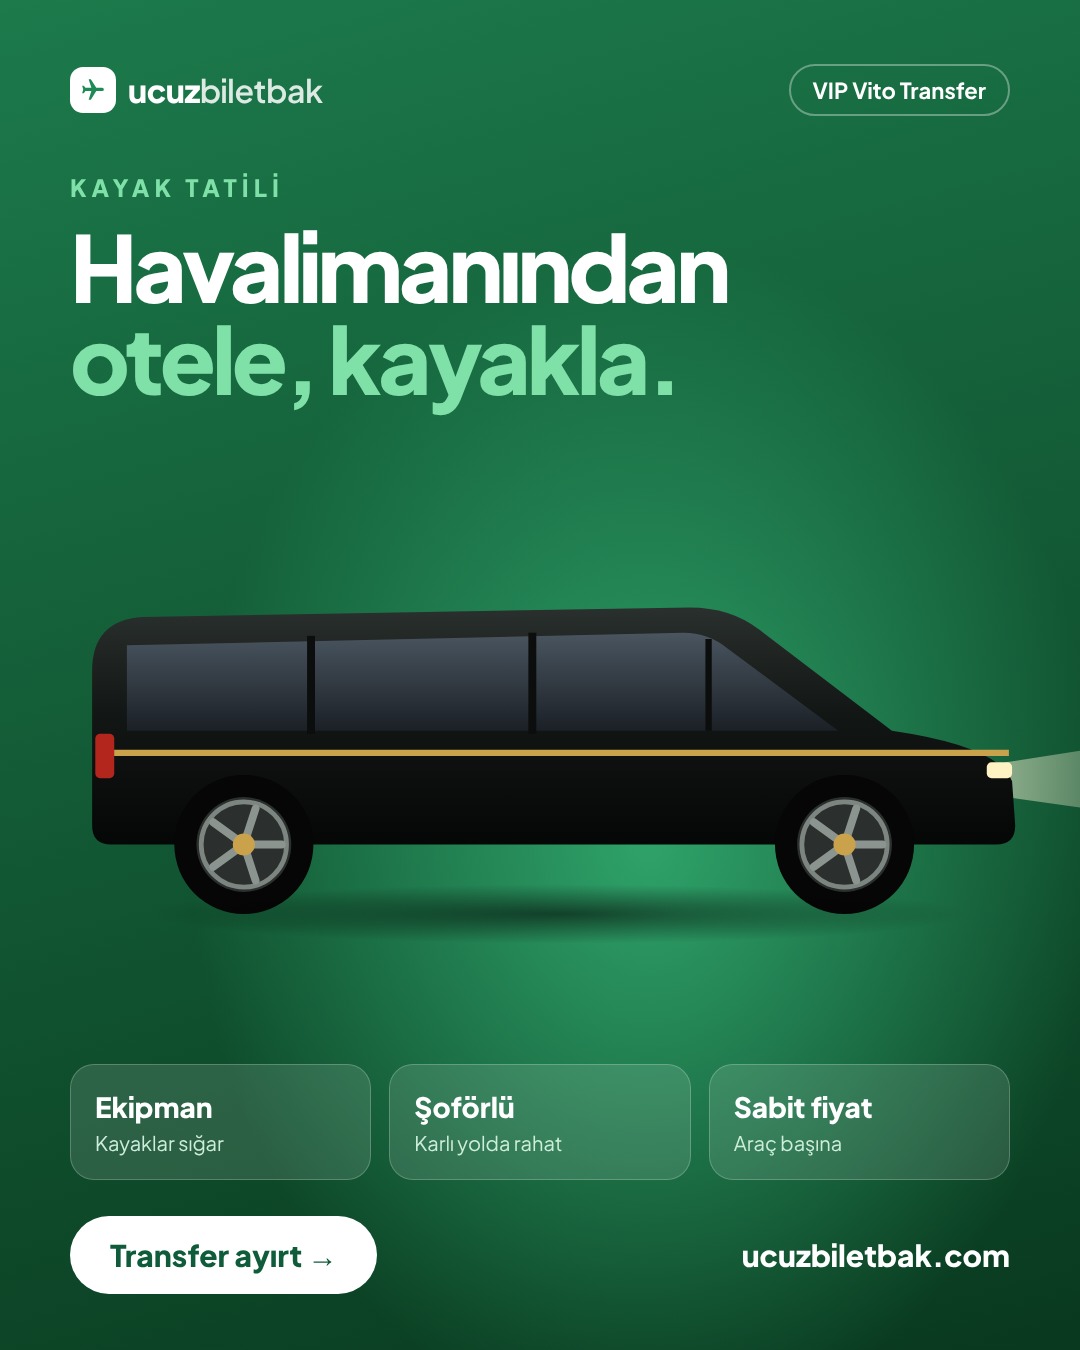 ucuzbiletbak
VIP Vito Transfer
KAYAK TATİLİ
Havalimanından
otele, kayakla.
Ekipman
Kayaklar sığar
Şoförlü
Karlı yolda rahat
Sabit fiyat
Araç başına
Transfer ayırt →
ucuzbiletbak.com